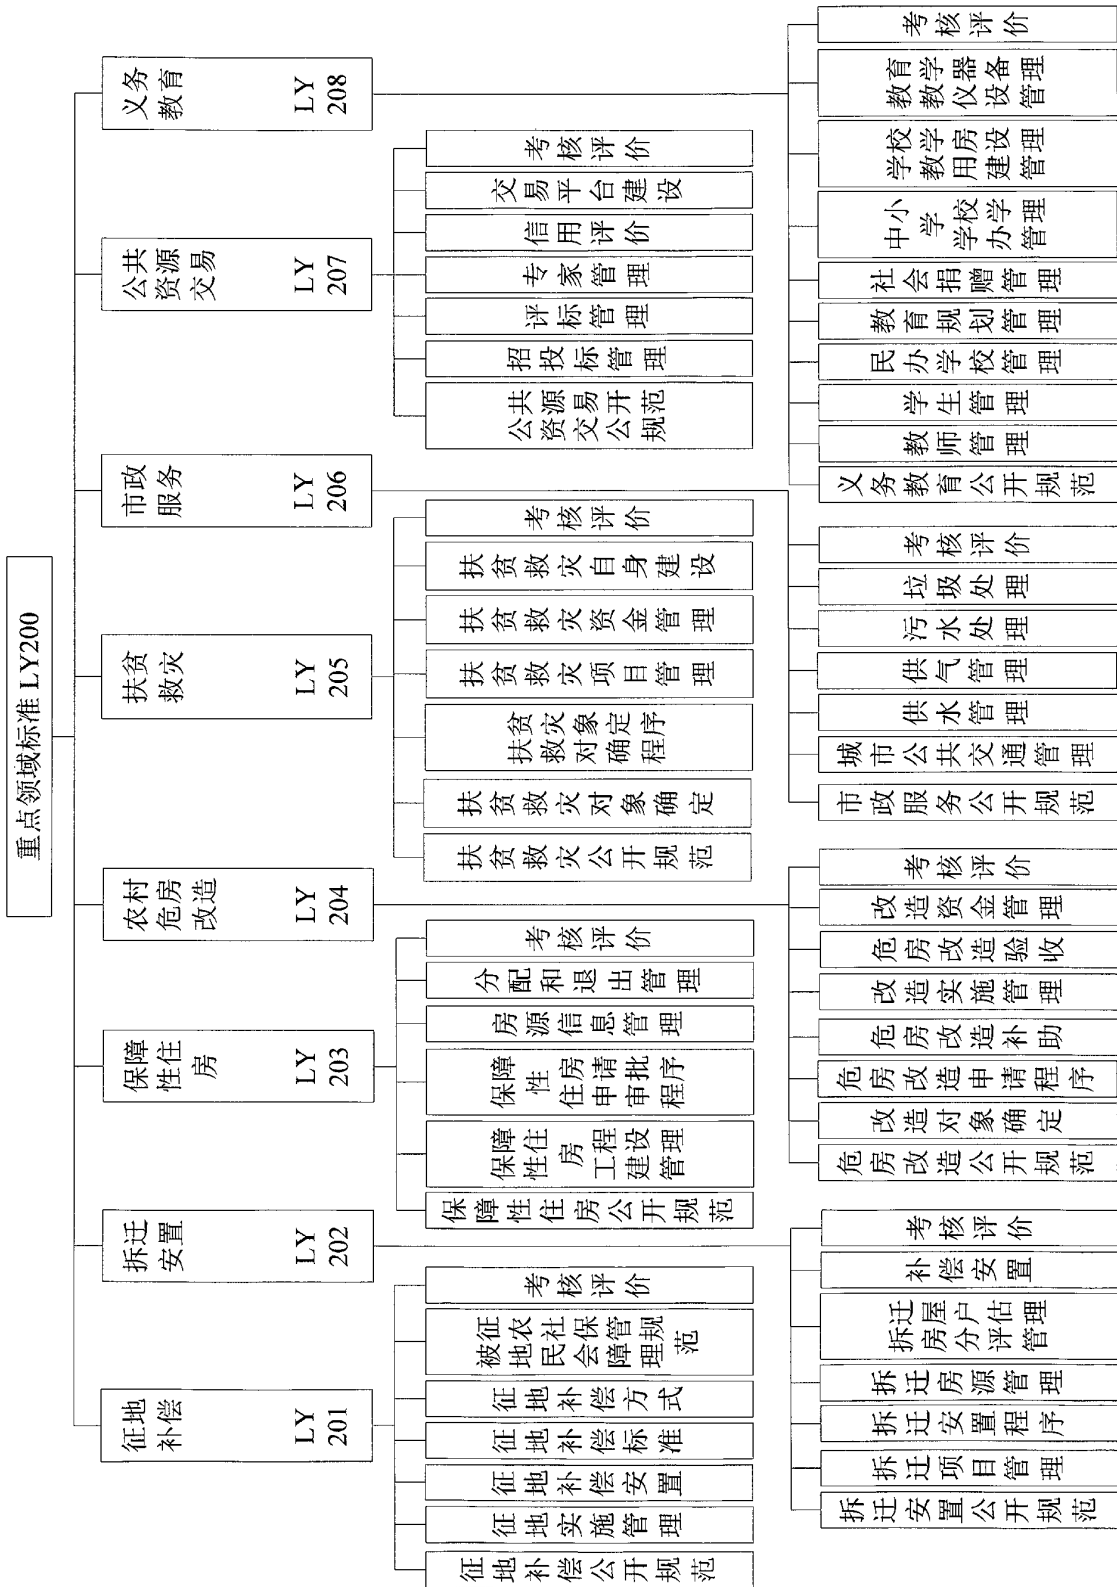 重点领域标准 LY200
征地
补偿
LY
201
拆迁
安置
LY
202
保障
性住
房
LY
203
农村
危房
改造
LY
204
扶贫
救灾
LY
205
市政
服务
LY
206
公共
资源
交易
LY
207
义务
教育
LY
208
征地补偿公开规范
征地实施管理
征地补偿安置
征地补偿标准
征地补偿方式
被征
地农
民社
会保
障管
理规
范
考核评价
拆迁安置公开规范
拆迁项目管理
拆迁安置程序
拆迁房源管理
拆迁
房屋
分户
评估
管理
补偿安置
考核评价
保障性住房公开规范
保障
性住
房
工程
建设
管理
保障
性
住房
申请
审批
程序
房源信息管理
分配和退出管理
考核评价
危房改造公开规范
改造对象确定
危房改造申请程序
危房改造补助
改造实施管理
危房改造验收
改造资金管理
考核评价
扶贫救灾公开规范
扶贫救灾对象确定
扶贫
救灾
对象
确定
程序
扶贫救灾项目管理
扶贫救灾资金管理
扶贫救灾自身建设
考核评价
市政服务公开规范
城市公共交通管理
供水管理
供气管理
污水处理
垃圾处理
考核评价
公共
资源
交易
公开
规范
招投标管理
评标管理
专家管理
信用评价
交易平台建设
考核评价
义务教育公开规范
教师管理
学生管理
民办学校管理
教育规划管理
社会捐赠管理
中小
学
学校
办学
管理
学校
教学
用房
建设
管理
教育
教学
仪器
设备
管理
考核评价